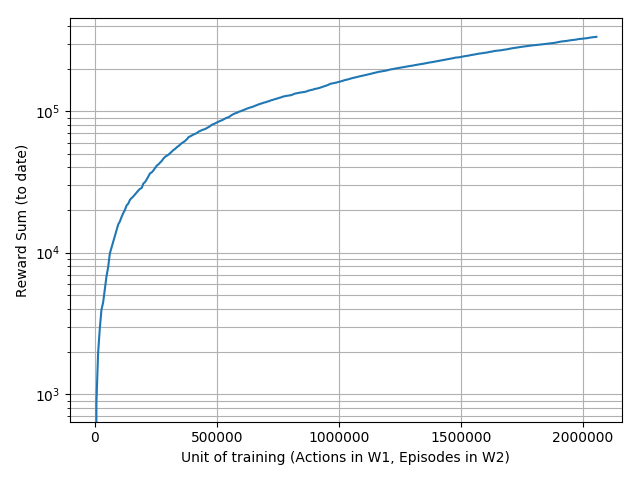 Reward Sum (to date)
10^5
10^4
10^3
0 500000 1000000 1500000 2000000
Unit of training (Actions in W1, Episodes in W2)